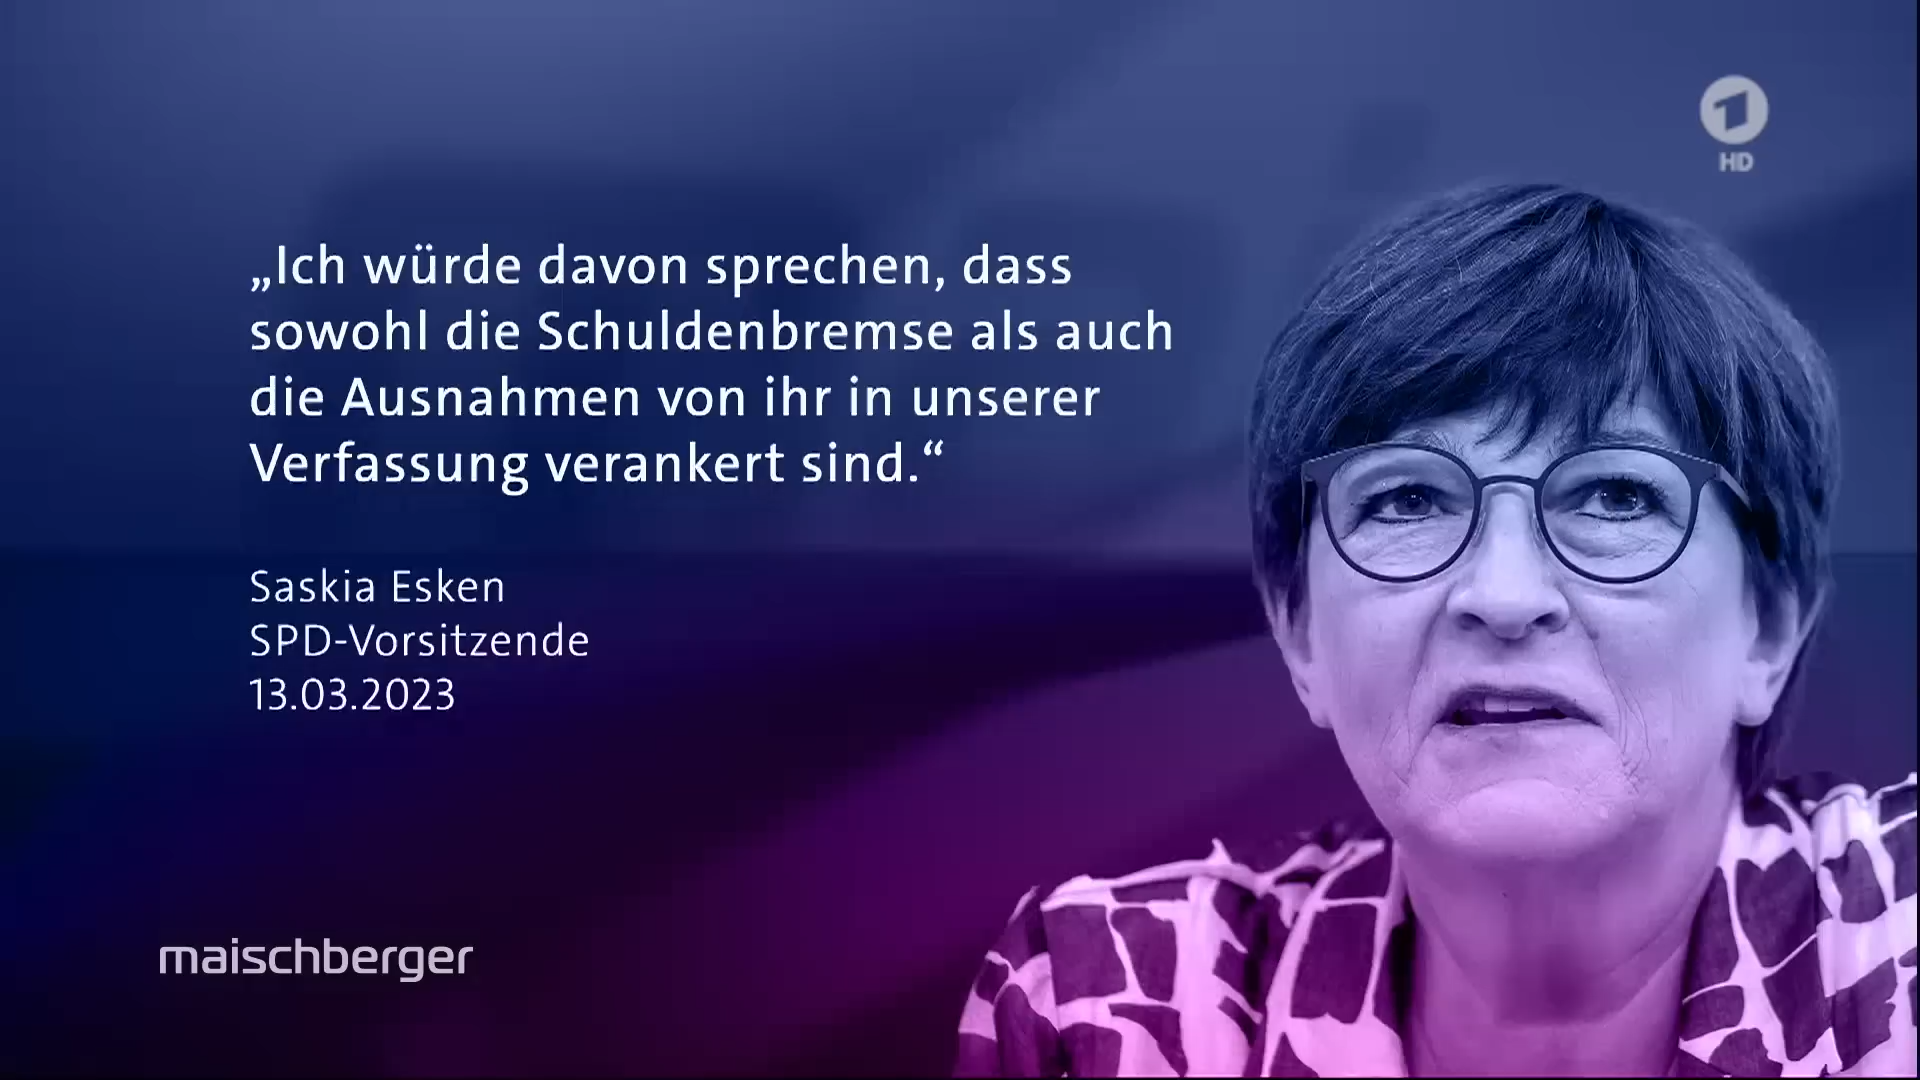 HD
„Ich würde davon sprechen, dass
sowohl die Schuldenbremse als auch
die Ausnahmen von ihr in unserer
Verfassung verankert sind.“
Saskia Esken
SPD-Vorsitzende
13.03.2023
maischberger